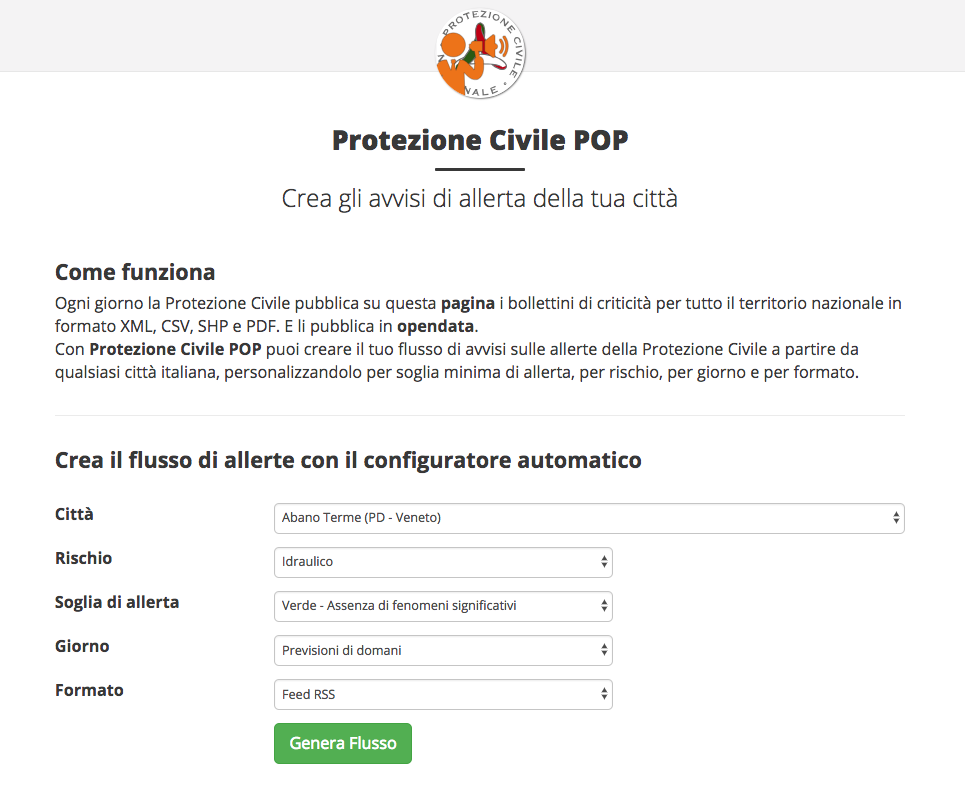 PROTEZIONE CIVILE
NALE
Protezione Civile POP
Crea gli avvisi di allerta della tua città
Come funziona
Ogni giorno la Protezione Civile pubblica su questa pagina i bollettini di criticità per tutto il territorio nazionale in
formato XML, CSV, SHP e PDF. E li pubblica in opendata.
Con Protezione Civile POP puoi creare il tuo flusso di avvisi sulle allerte della Protezione Civile a partire da
qualsiasi città italiana, personalizzandolo per soglia minima di allerta, per rischio, per giorno e per formato.
Crea il flusso di allerte con il configuratore automatico
Città
Abano Terme (PD - Veneto)
Rischio
Idraulico
Soglia di allerta
Verde - Assenza di fenomeni significativi
Giorno
Previsioni di domani
Formato
Feed RSS
Genera Flusso